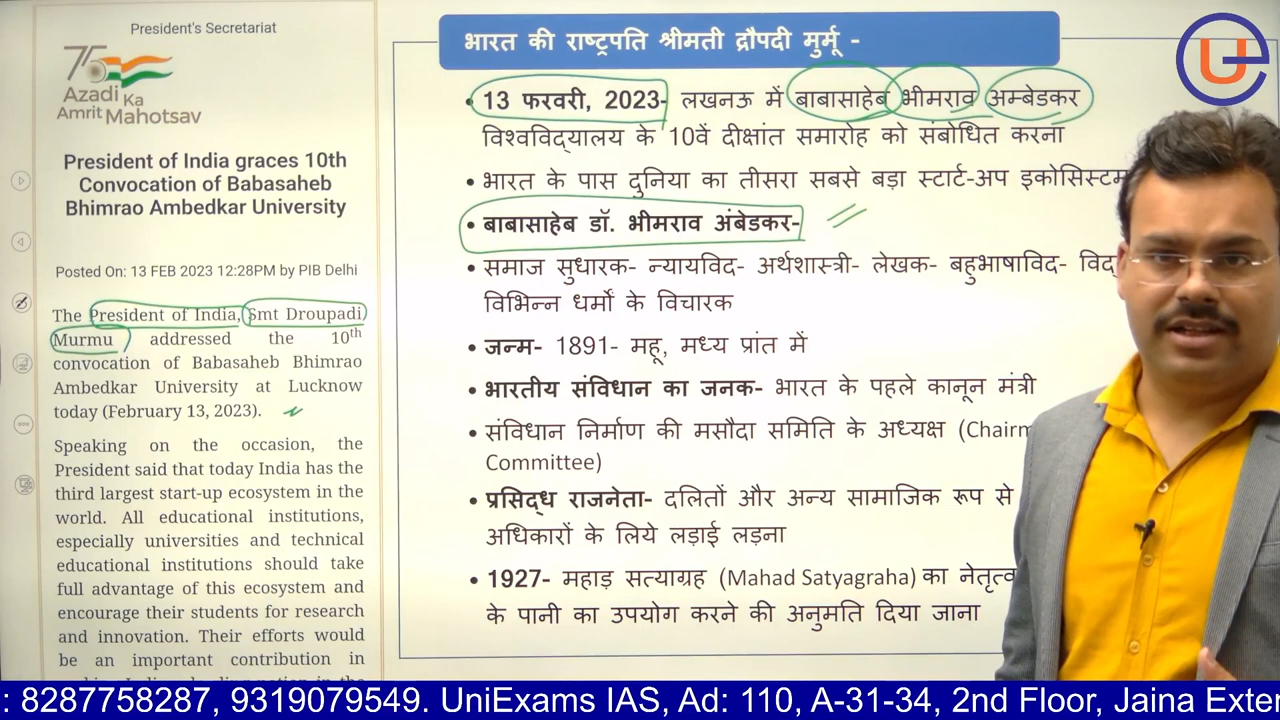 President's Secretariat
75
Azadi Ka
Amrit Mahotsav
President of India graces 10th
Convocation of Babasaheb
Bhimrao Ambedkar University
Posted On: 13 FEB 2023 12:28PM by PIB Delhi
The President of India, Smt Droupadi
Murmu addressed the 10th
convocation of Babasaheb Bhimrao
Ambedkar University at Lucknow
today (February 13, 2023).
Speaking on the occasion, the
President said that today India has the
third largest start-up ecosystem in the
world. All educational institutions,
especially universities and technical
educational institutions should take
full advantage of this ecosystem and
encourage their students for research
and innovation. Their efforts would
be an important contribution in
भारत की राष्ट्रपति श्रीमती द्रौपदी मुर्मू -
• 13 फरवरी, 2023- लखनऊ में बाबासाहेब भीमराव अम्बेडकर
विश्वविद्यालय के 10वें दीक्षांत समारोह को संबोधित करना
• भारत के पास दुनिया का तीसरा सबसे बड़ा स्टार्ट-अप इकोसिस्टम
• बाबासाहेब डॉ. भीमराव अंबेडकर-
• समाज सुधारक- न्यायविद- अर्थशास्त्री- लेखक- बहुभाषाविद-
विभिन्न धर्मों के विचारक
• जन्म- 1891- महू, मध्य प्रांत में
• भारतीय संविधान का जनक- भारत के पहले कानून मंत्री
• संविधान निर्माण की मसौदा समिति के अध्यक्ष
Committee)
• प्रसिद्ध राजनेता- दलितों और अन्य सामाजिक रूप से
अधिकारों के लिये लड़ाई लड़ना
• 1927- महाड़ सत्याग्रह (Mahad Satyagraha) का नेतृत्व
के पानी का उपयोग करने की अनुमति दिया जाना
Ue
: 8287758287, 9319079549. UniExams IAS, Ad: 110, A-31-34, 2nd Floor, Jaina Exter